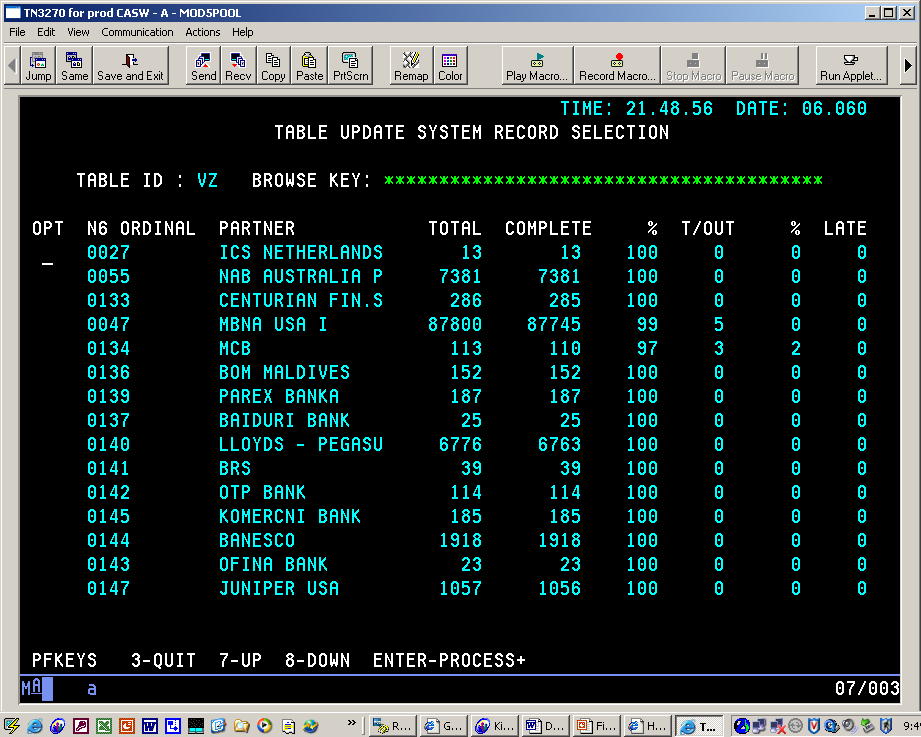 TN3270 for prod CASW - A - MOD5POOL
File Edit View Communication Actions Help
Jump Same Save and Exit Send Recv Copy Paste PrtScrn Remap Color Play Macro... Record Macro... Stop Macro Pause Macro Run Applet...
TIME: 21.48.56 DATE: 06.060
TABLE UPDATE SYSTEM RECORD SELECTION
TABLE ID : VZ BROWSE KEY: ****************************************
OPT N6 ORDINAL PARTNER TOTAL COMPLETE % T/OUT % LATE
_ 0027 ICS NETHERLANDS 13 13 100 0 0 0
0055 NAB AUSTRALIA P 7381 7381 100 0 0 0
0133 CENTURIAN FIN.S 286 285 100 0 0 0
0047 MBNA USA I 87800 87745 99 5 0 0
0134 MCB 113 110 97 3 2 0
0136 BOM MALDIVES 152 152 100 0 0 0
0139 PAREX BANKA 187 187 100 0 0 0
0137 BAIDURI BANK 25 25 100 0 0 0
0140 LLOYDS - PEGASU 6776 6763 100 0 0 0
0141 BRS 39 39 100 0 0 0
0142 OTP BANK 114 114 100 0 0 0
0145 KOMERCNI BANK 185 185 100 0 0 0
0144 BANESCO 1918 1918 100 0 0 0
0143 OFINA BANK 23 23 100 0 0 0
0147 JUNIPER USA 1057 1056 100 0 0 0
PFKEYS 3-QUIT 7-UP 8-DOWN ENTER-PROCESS+
MA a 07/003
» R... G... Ki... D... Fi... H... T... 9:4